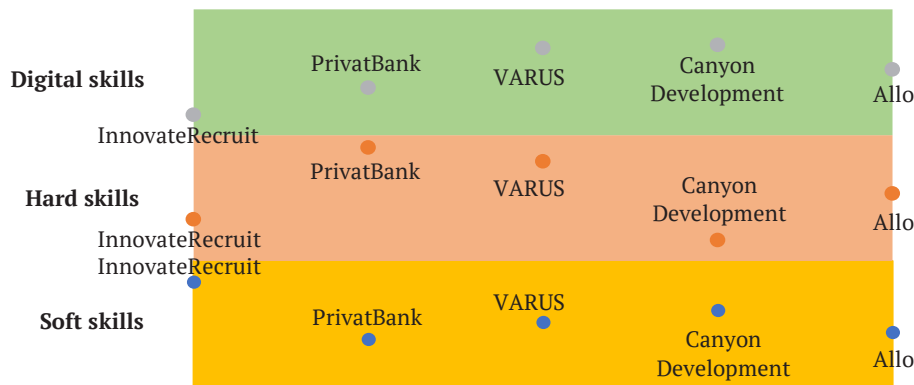 PrivatBank
VARUS
Canyon
Development
Digital skills
Allo
InnovateRecruit
PrivatBank
VARUS
Canyon
Development
Hard skills
Allo
InnovateRecruit
InnovateRecruit
VARUS
PrivatBank
Soft skills
Canyon
Development
Allo